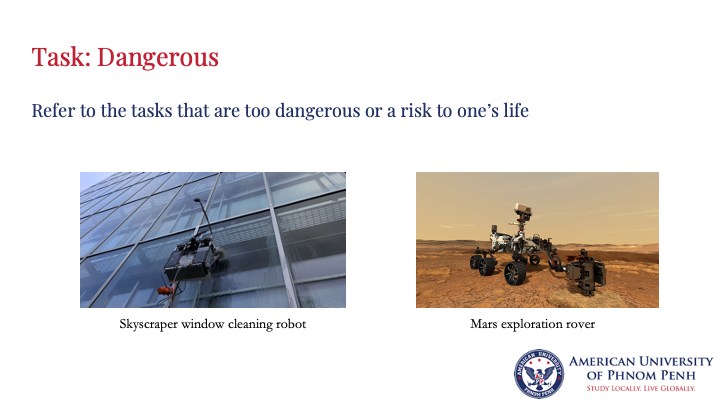 Task: Dangerous
Refer to the tasks that are too dangerous or a risk to one’s life
Skyscraper window cleaning robot
Mars exploration rover
AMERICAN UNIVERSITY
OF PHNOM PENH
STUDY LOCALLY. LIVE GLOBALLY.
AMERICAN UNIVERSITY
PHNOM PENH